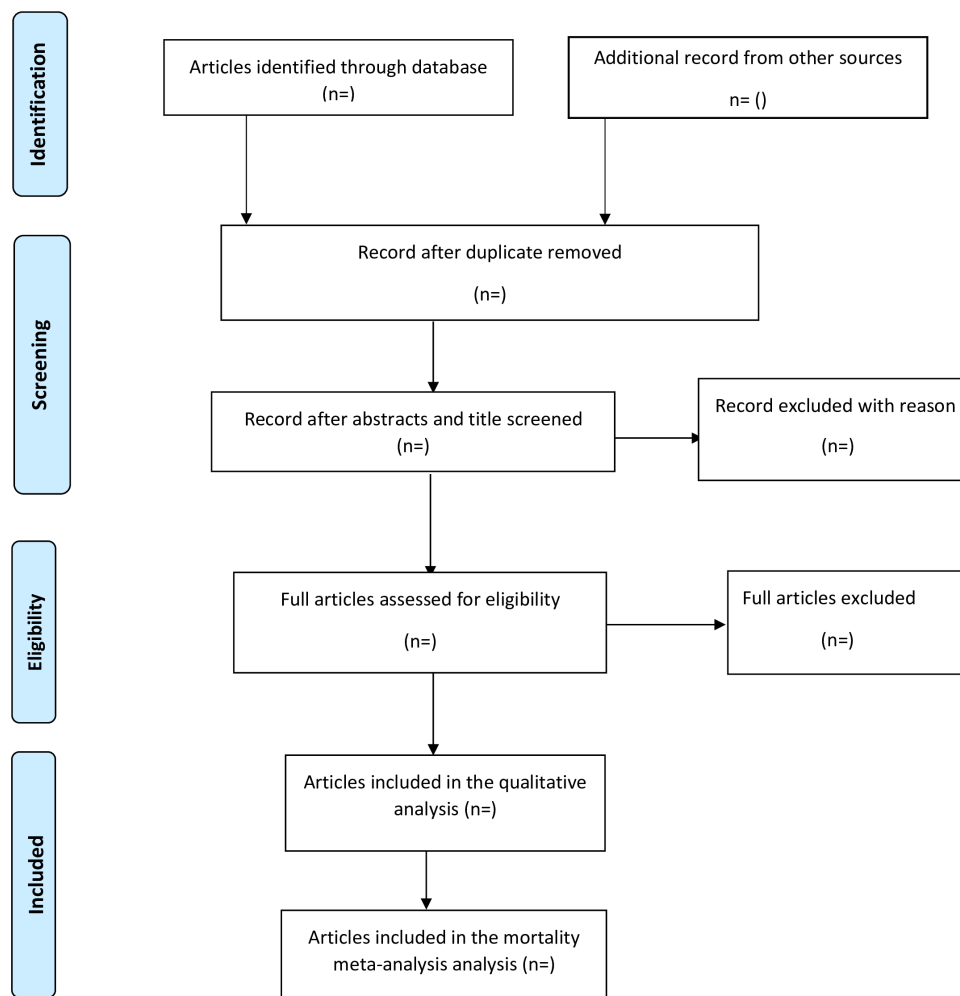 Identification
Articles identified through database
(n=)
Additional record from other sources
n= ()
Screening
Record after duplicate removed
(n=)
Record after abstracts and title screened
(n=)
Record excluded with reason
(n=)
Eligibility
Full articles assessed for eligibility
(n=)
Full articles excluded
(n=)
Included
Articles included in the qualitative
analysis (n=)
Articles included in the mortality
meta-analysis analysis (n=)